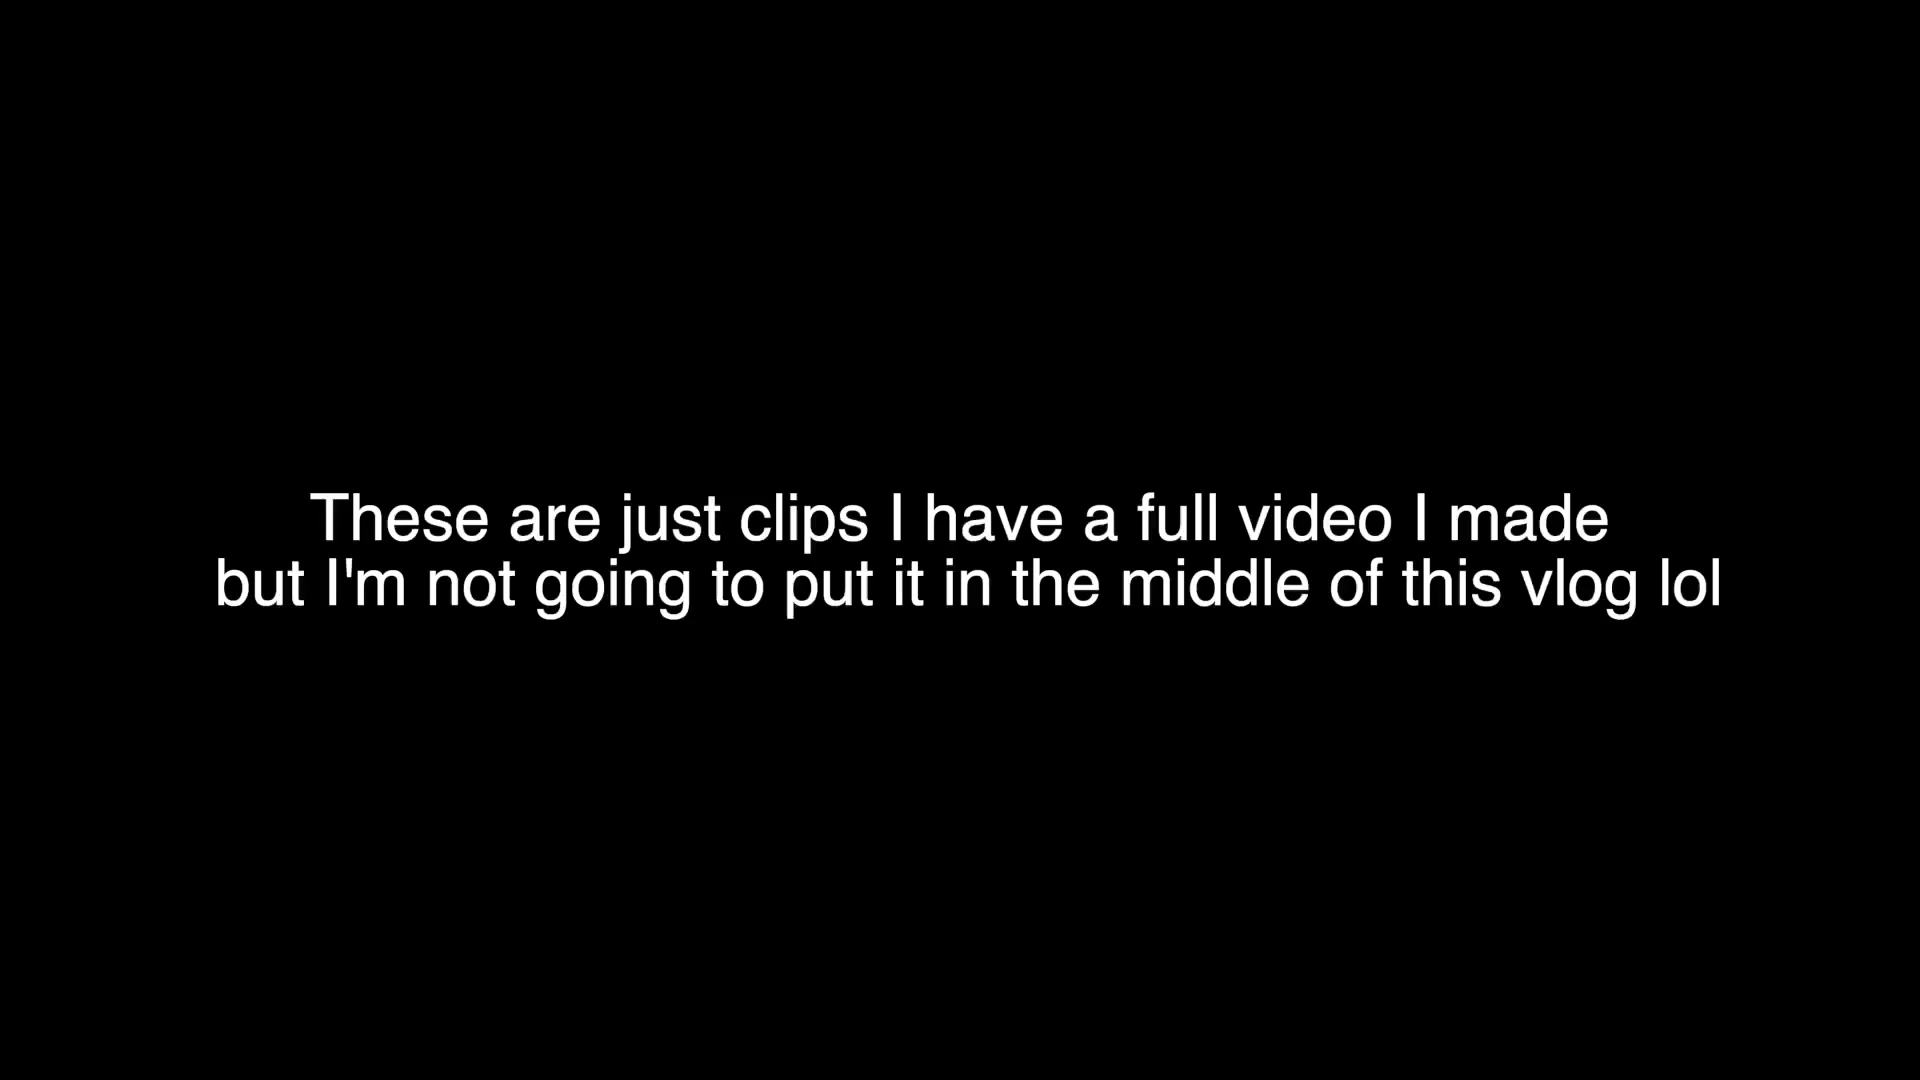 These are just clips I have a full video I made
but I'm not going to put it in the middle of this vlog lol